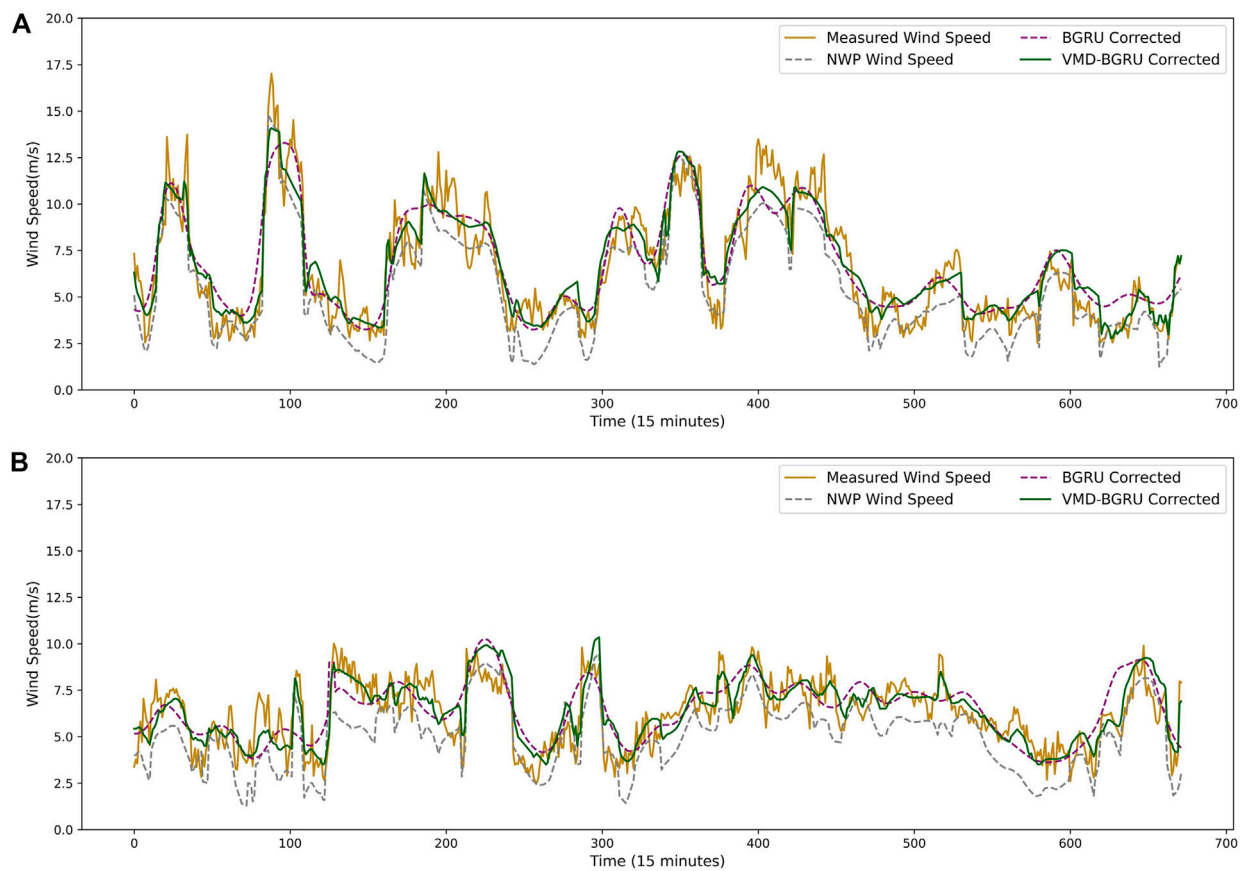 A
20.0
17.5
15.0
12.5
10.0
7.5
5.0
2.5
0.0
Wind Speed(m/s)
Measured Wind Speed
NWP Wind Speed
BGRU Corrected
VMD-BGRU Corrected
0 100 200 300 400 500 600 700
Time (15 minutes)
B
20.0
17.5
15.0
12.5
10.0
7.5
5.0
2.5
0.0
Wind Speed(m/s)
Measured Wind Speed
NWP Wind Speed
BGRU Corrected
VMD-BGRU Corrected
0 100 200 300 400 500 600 700
Time (15 minutes)